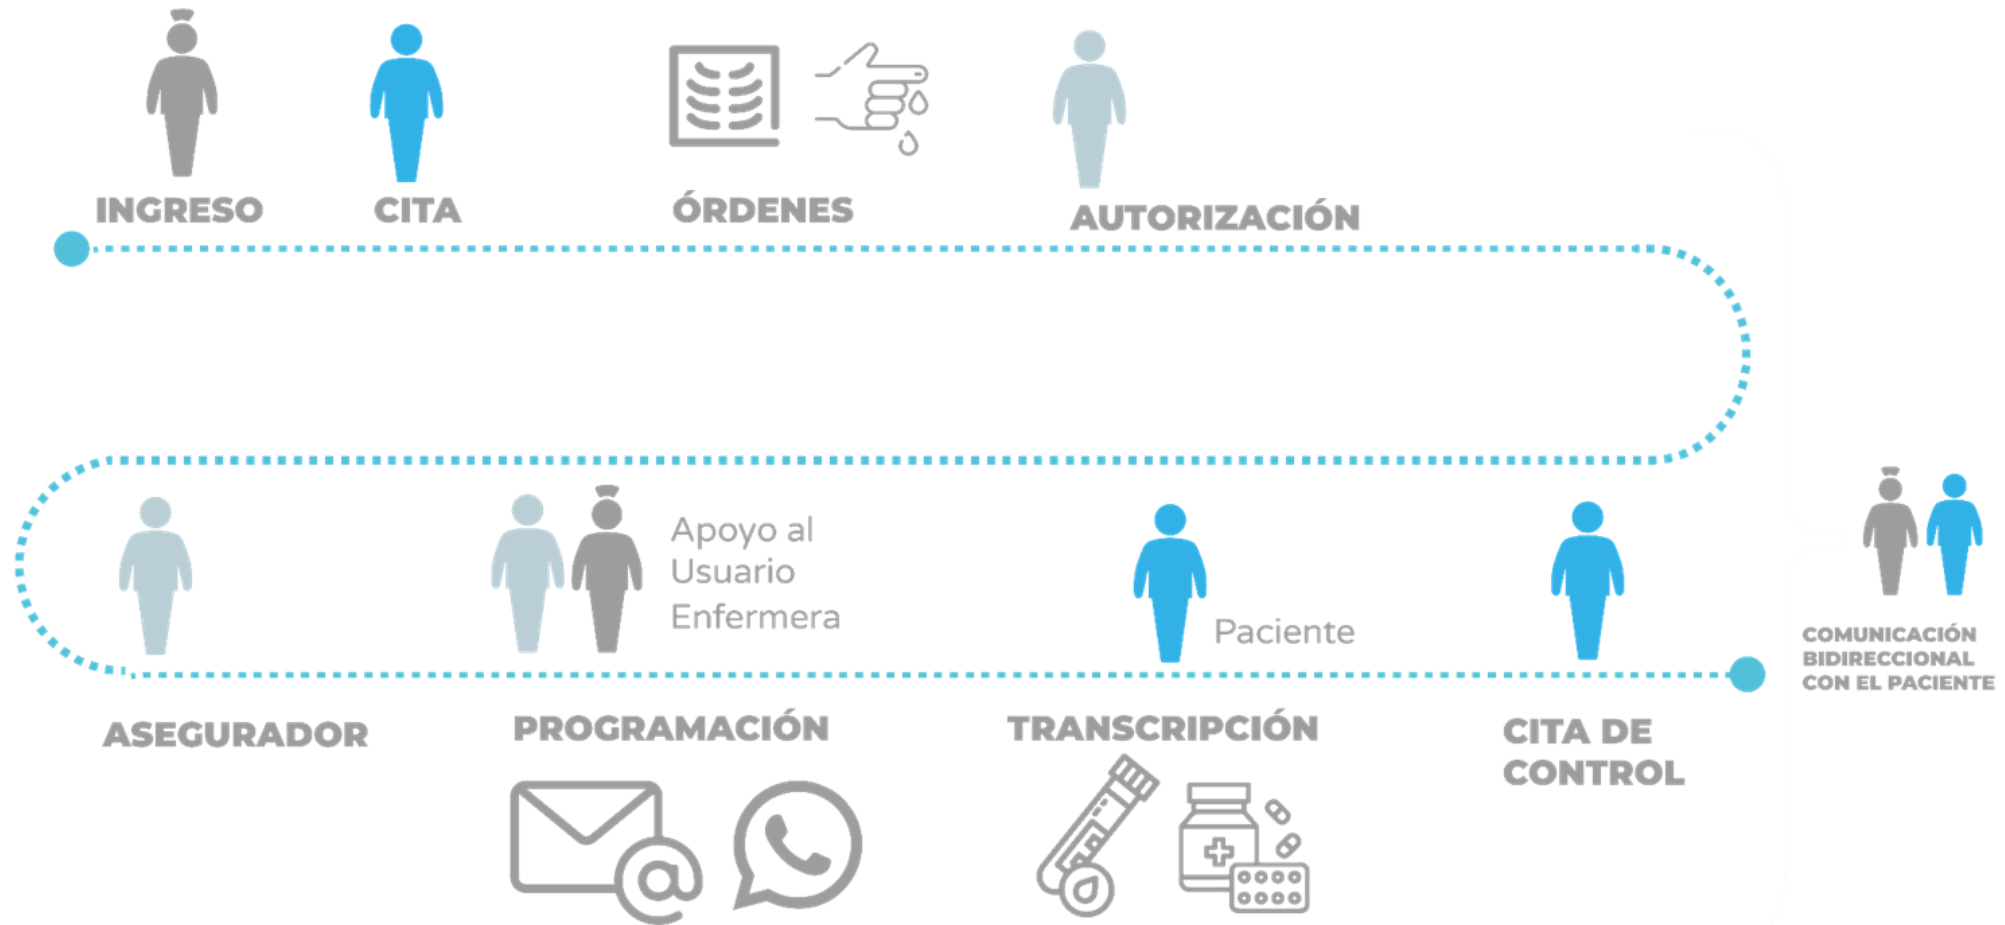 INGRESO
CITA
ÓRDENES
AUTORIZACIÓN
Apoyo al
Usuario
Enfermera
Paciente
ASEGURADOR
PROGRAMACIÓN
TRANSCRIPCIÓN
CITA DE
CONTROL
COMUNICACIÓN
BIDIRECCIONAL
CON EL PACIENTE